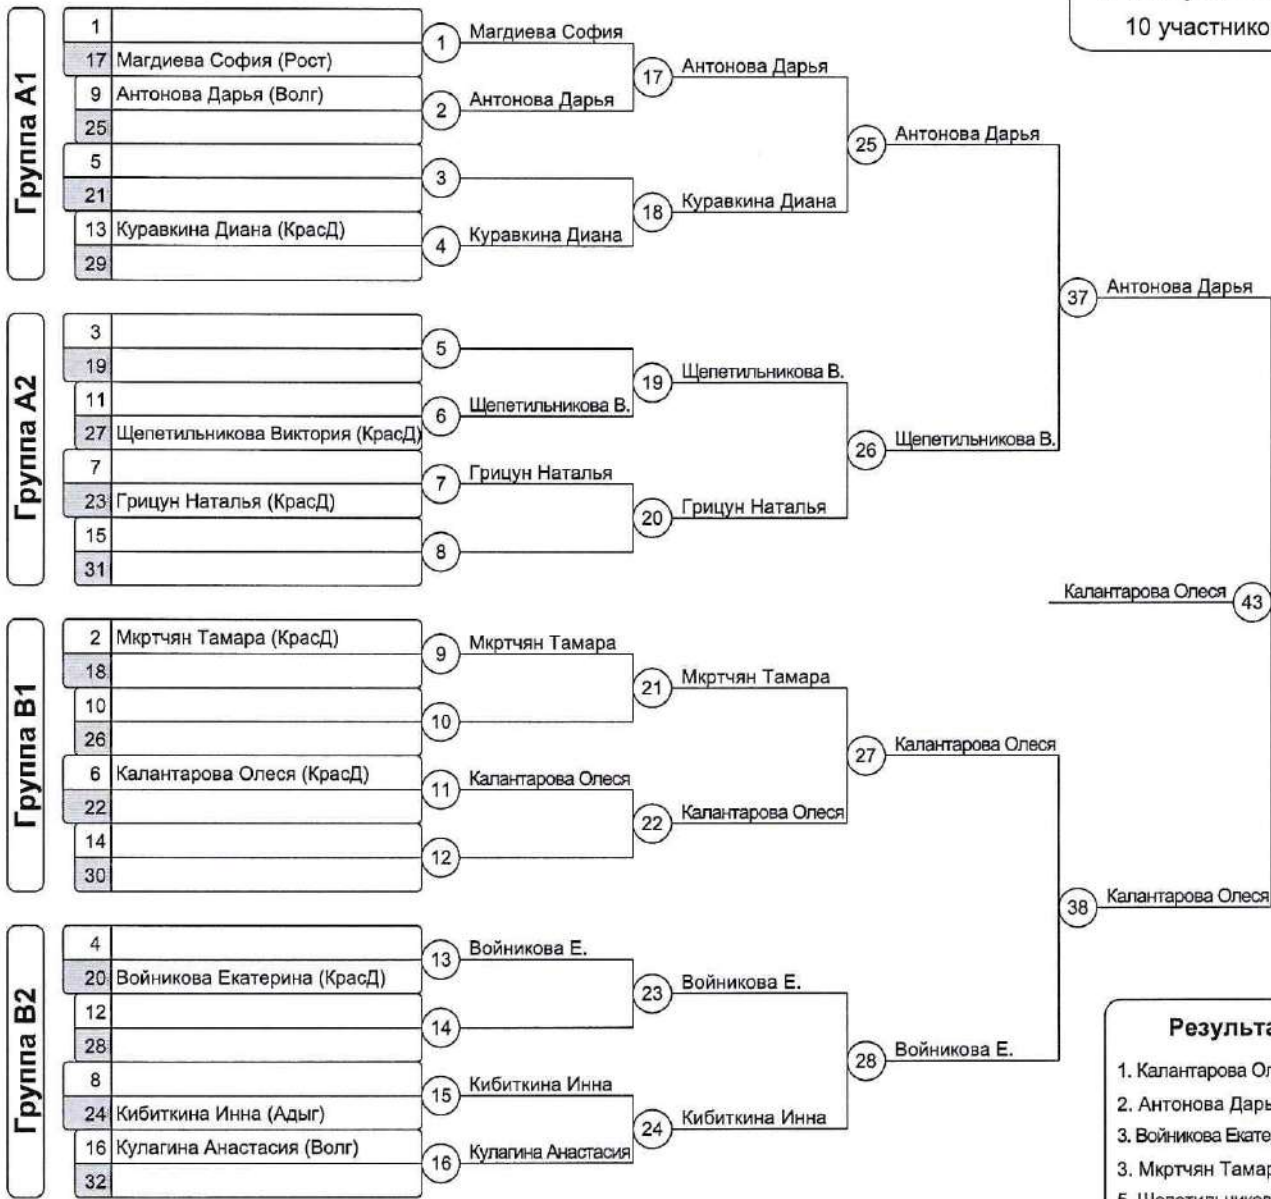 10 участнико
Группа A1
1
17 Магдиева София (Рост)
9 Антонова Дарья (Волг)
25
5
21
13 Куравкина Диана (КрасД)
29
1 Магдиева София
2 Антонова Дарья
3
4 Куравкина Диана
17 Антонова Дарья
18 Куравкина Диана
25 Антонова Дарья
Группа A2
3
19
11
27 Щепетильникова Виктория (КрасД)
7
23 Грицун Наталья (КрасД)
15
31
5
6 Щепетильникова В.
7 Грицун Наталья
8
19 Щепетильникова В.
20 Грицун Наталья
26 Щепетильникова В.
37 Антонова Дарья
Калантарова Олеся 43
Группа B1
2 Мкртчян Тамара (КрасД)
18
10
26
6 Калантарова Олеся (КрасД)
22
14
30
9 Мкртчян Тамара
10
11 Калантарова Олеся
12
21 Мкртчян Тамара
22 Калантарова Олеся
27 Калантарова Олеся
38 Калантарова Олеся
Группа B2
4
20 Войникова Екатерина (КрасД)
12
28
8
24 Кибиткина Инна (Адыг)
16 Кулагина Анастасия (Волг)
32
13 Войникова Е.
14
15 Кибиткина Инна
16 Кулагина Анастасия
23 Войникова Е.
24 Кибиткина Инна
28 Войникова Е.
Результа
1. Калантарова Ол
2. Антонова Дарь
3. Войникова Екате
3. Мкртчян Тамар